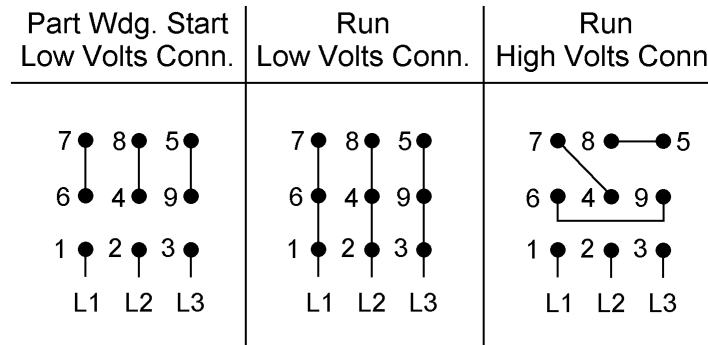 Part Wdg. Start
Low Volts Conn.
7 8 5
6 4 9
1 2 3
L1 L2 L3
Run
Low Volts Conn.
7 8 5
6 4 9
1 2 3
L1 L2 L3
Run
High Volts Conn
7 8 5
6 4 9
1 2 3
L1 L2 L3